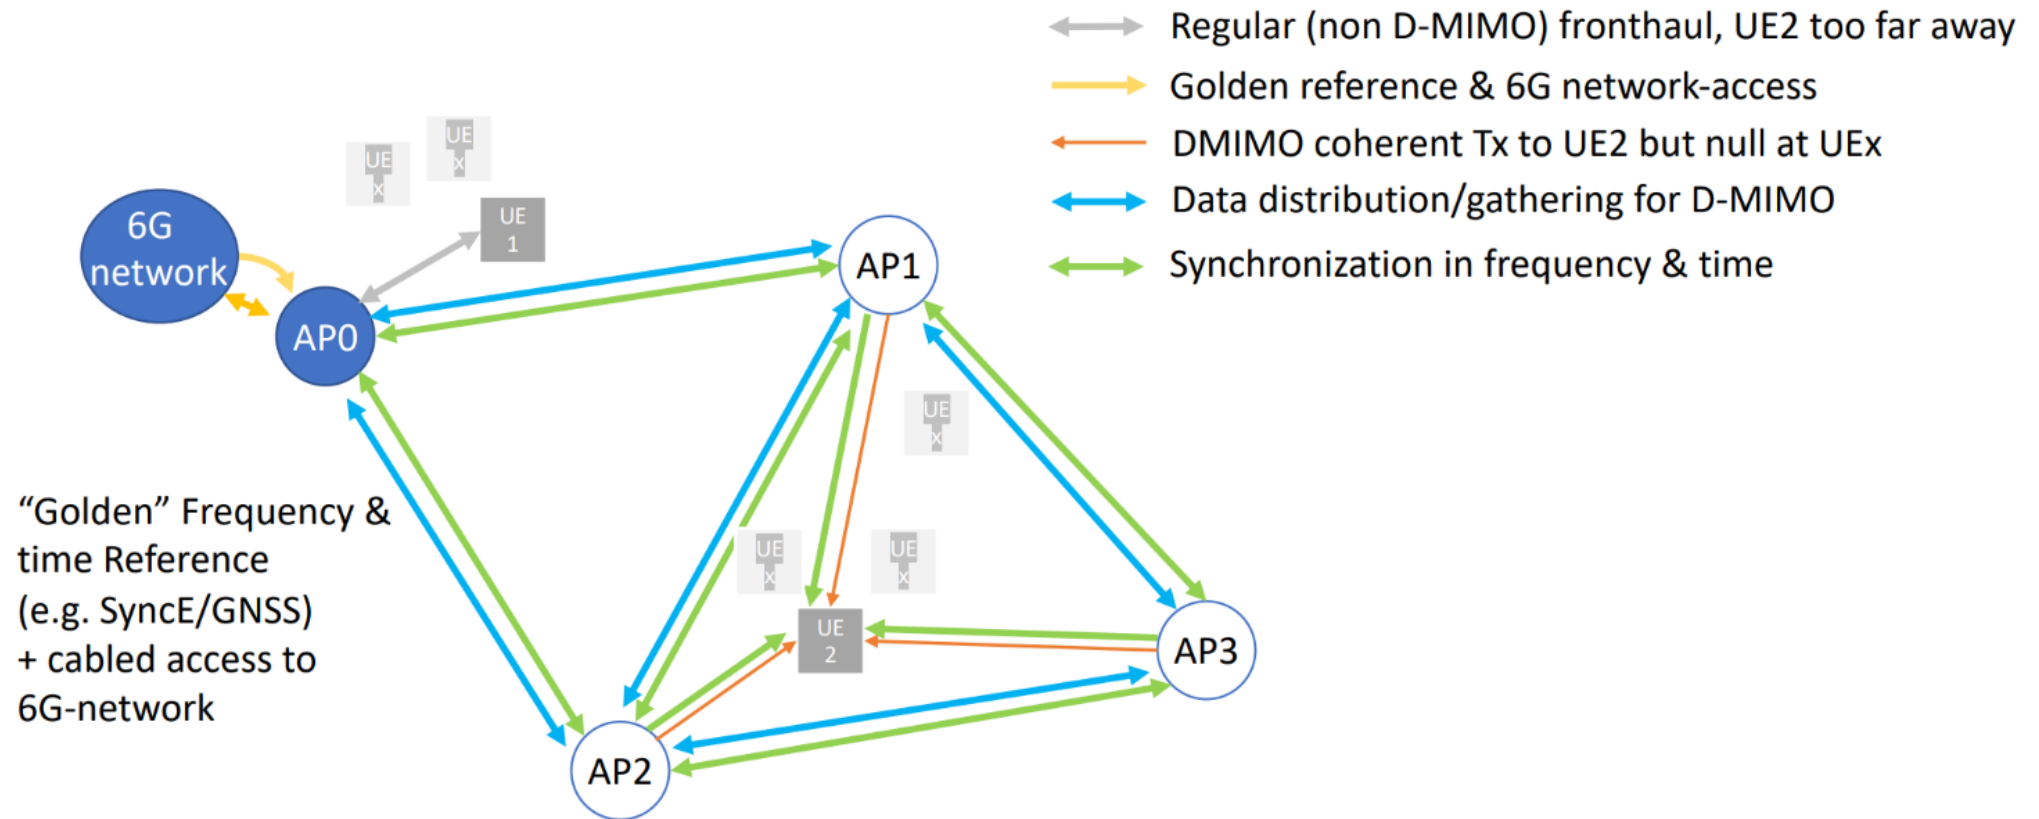 Regular (non D-MIMO) fronthaul, UE2 too far away
Golden reference & 6G network-access
DMIMO coherent Tx to UE2 but null at UEx
Data distribution/gathering for D-MIMO
Synchronization in frequency & time
UE
x
UE
x
UE
1
6G
network
AP0
AP1
UE
x
"Golden" Frequency &
time Reference
(e.g. SyncE/GNSS)
+ cabled access to
6G-network
UE
x
UE
x
UE
2
AP3
AP2